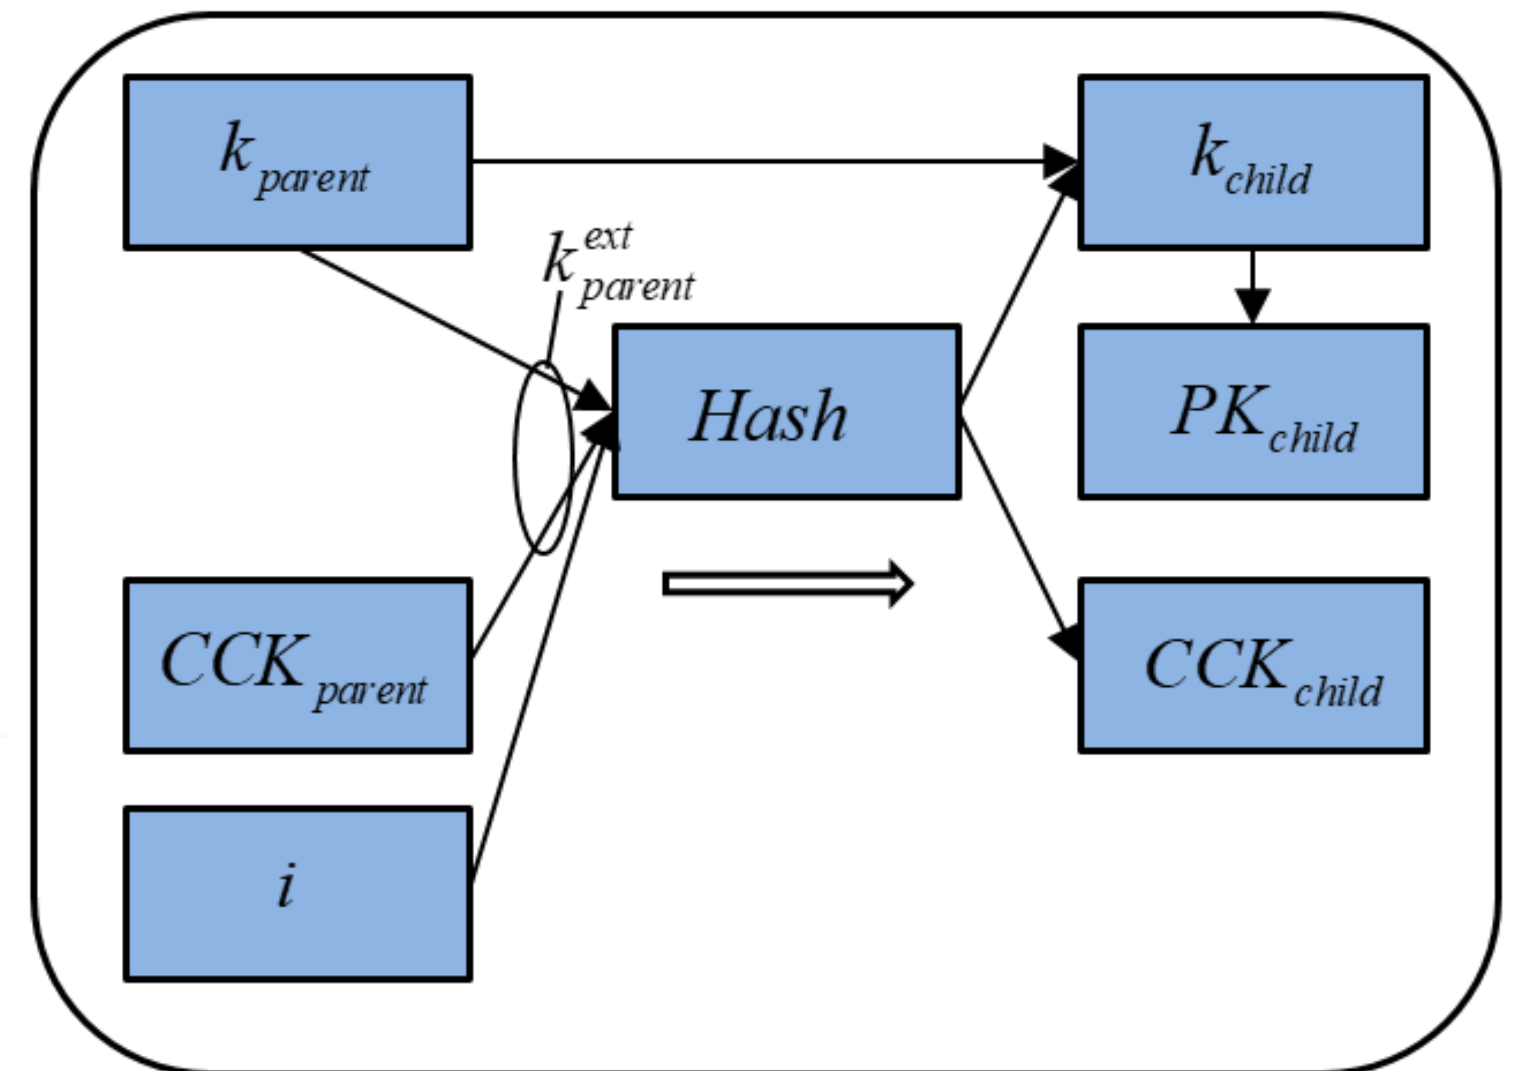 k parent
k child
k ext parent
Hash
PK child
CCK parent
CCK child
i